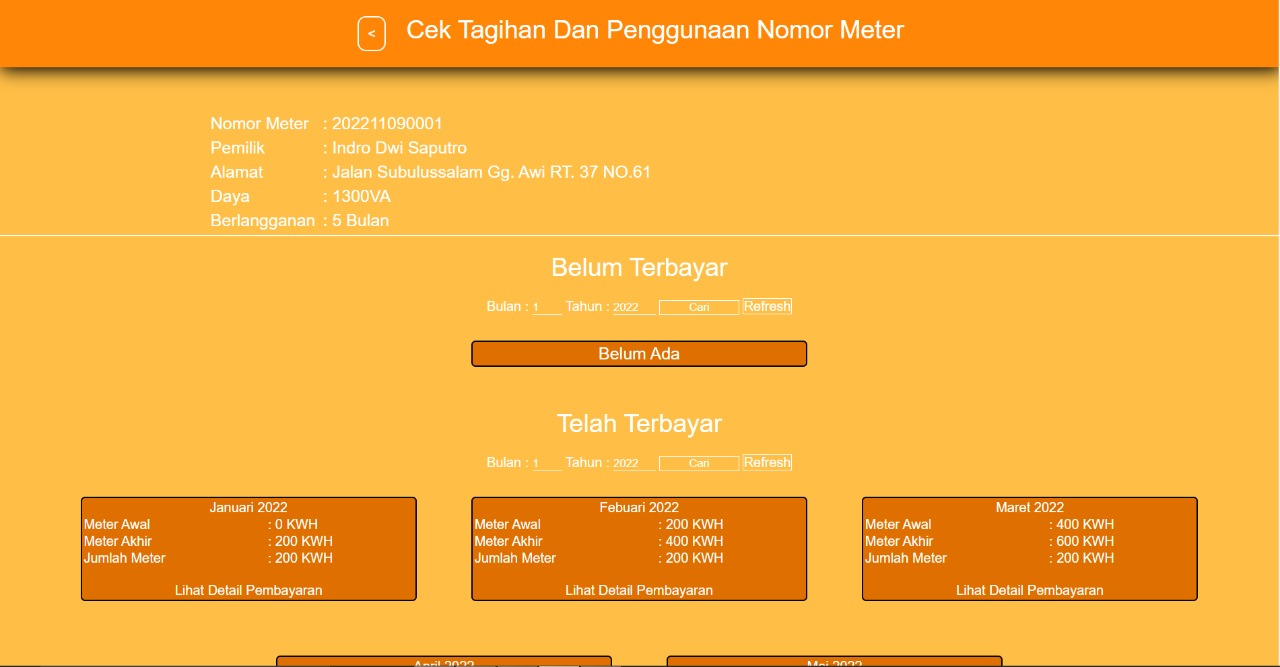 < Cek Tagihan Dan Penggunaan Nomor Meter
Nomor Meter : 202211090001
Pemilik : Indro Dwi Saputro
Alamat : Jalan Subulussalam Gg. Awi RT. 37 NO.61
Daya : 1300VA
Berlangganan : 5 Bulan
Belum Terbayar
Bulan : 1 Tahun : 2022 Cari Refresh
Belum Ada
Telah Terbayar
Bulan : 1 Tahun : 2022 Cari Refresh
Januari 2022
Meter Awal : 0 KWH
Meter Akhir : 200 KWH
Jumlah Meter : 200 KWH
Lihat Detail Pembayaran
Febuari 2022
Meter Awal : 200 KWH
Meter Akhir : 400 KWH
Jumlah Meter : 200 KWH
Lihat Detail Pembayaran
Maret 2022
Meter Awal : 400 KWH
Meter Akhir : 600 KWH
Jumlah Meter : 200 KWH
Lihat Detail Pembayaran
April 2022
Mei 2022